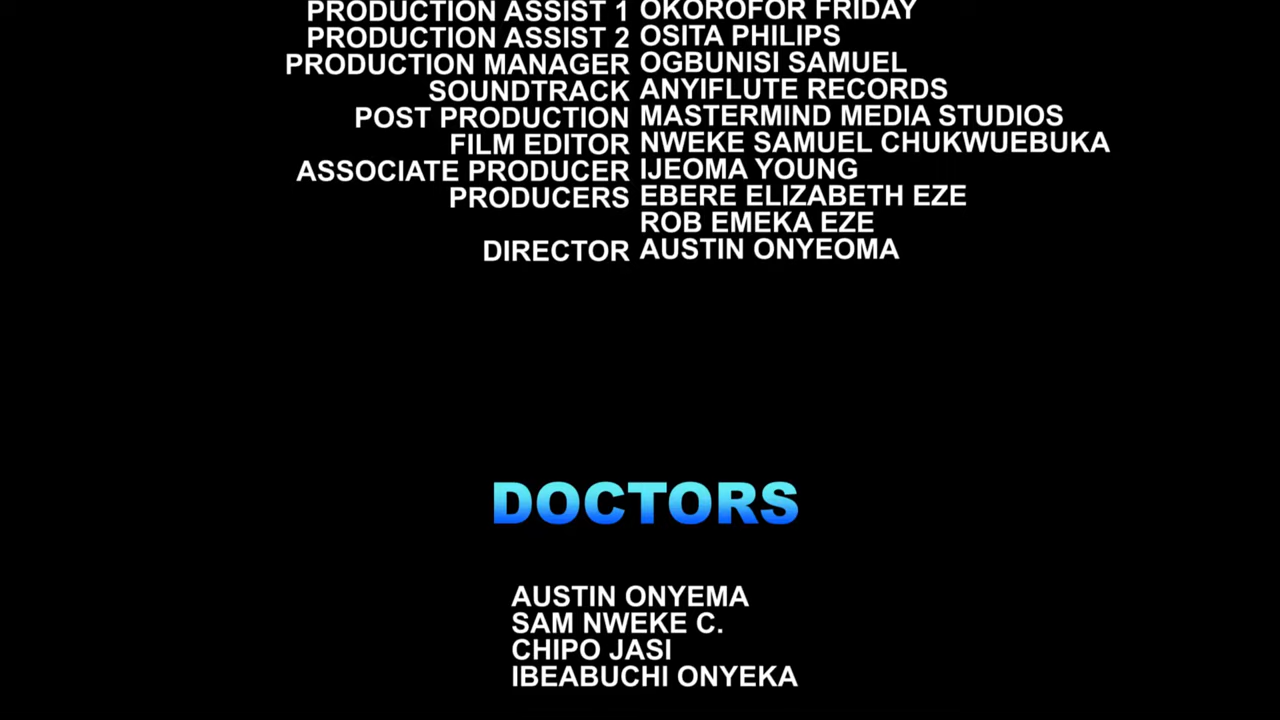 PRODUCTION ASSIST 1 OKOROFOR FRIDAY
PRODUCTION ASSIST 2 OSITA PHILIPS
PRODUCTION MANAGER OGBUNISI SAMUEL
SOUNDTRACK ANYIFLUTE RECORDS
POST PRODUCTION MASTERMIND MEDIA STUDIOS
FILM EDITOR NWEKE SAMUEL CHUKWUEBUKA
ASSOCIATE PRODUCER IJEOMA YOUNG
PRODUCERS EBERE ELIZABETH EZE
ROB EMEKA EZE
DIRECTOR AUSTIN ONYEOMA
DOCTORS
AUSTIN ONYEMA
SAM NWEKE C.
CHIPO JASI
IBEABUCHI ONYEKA